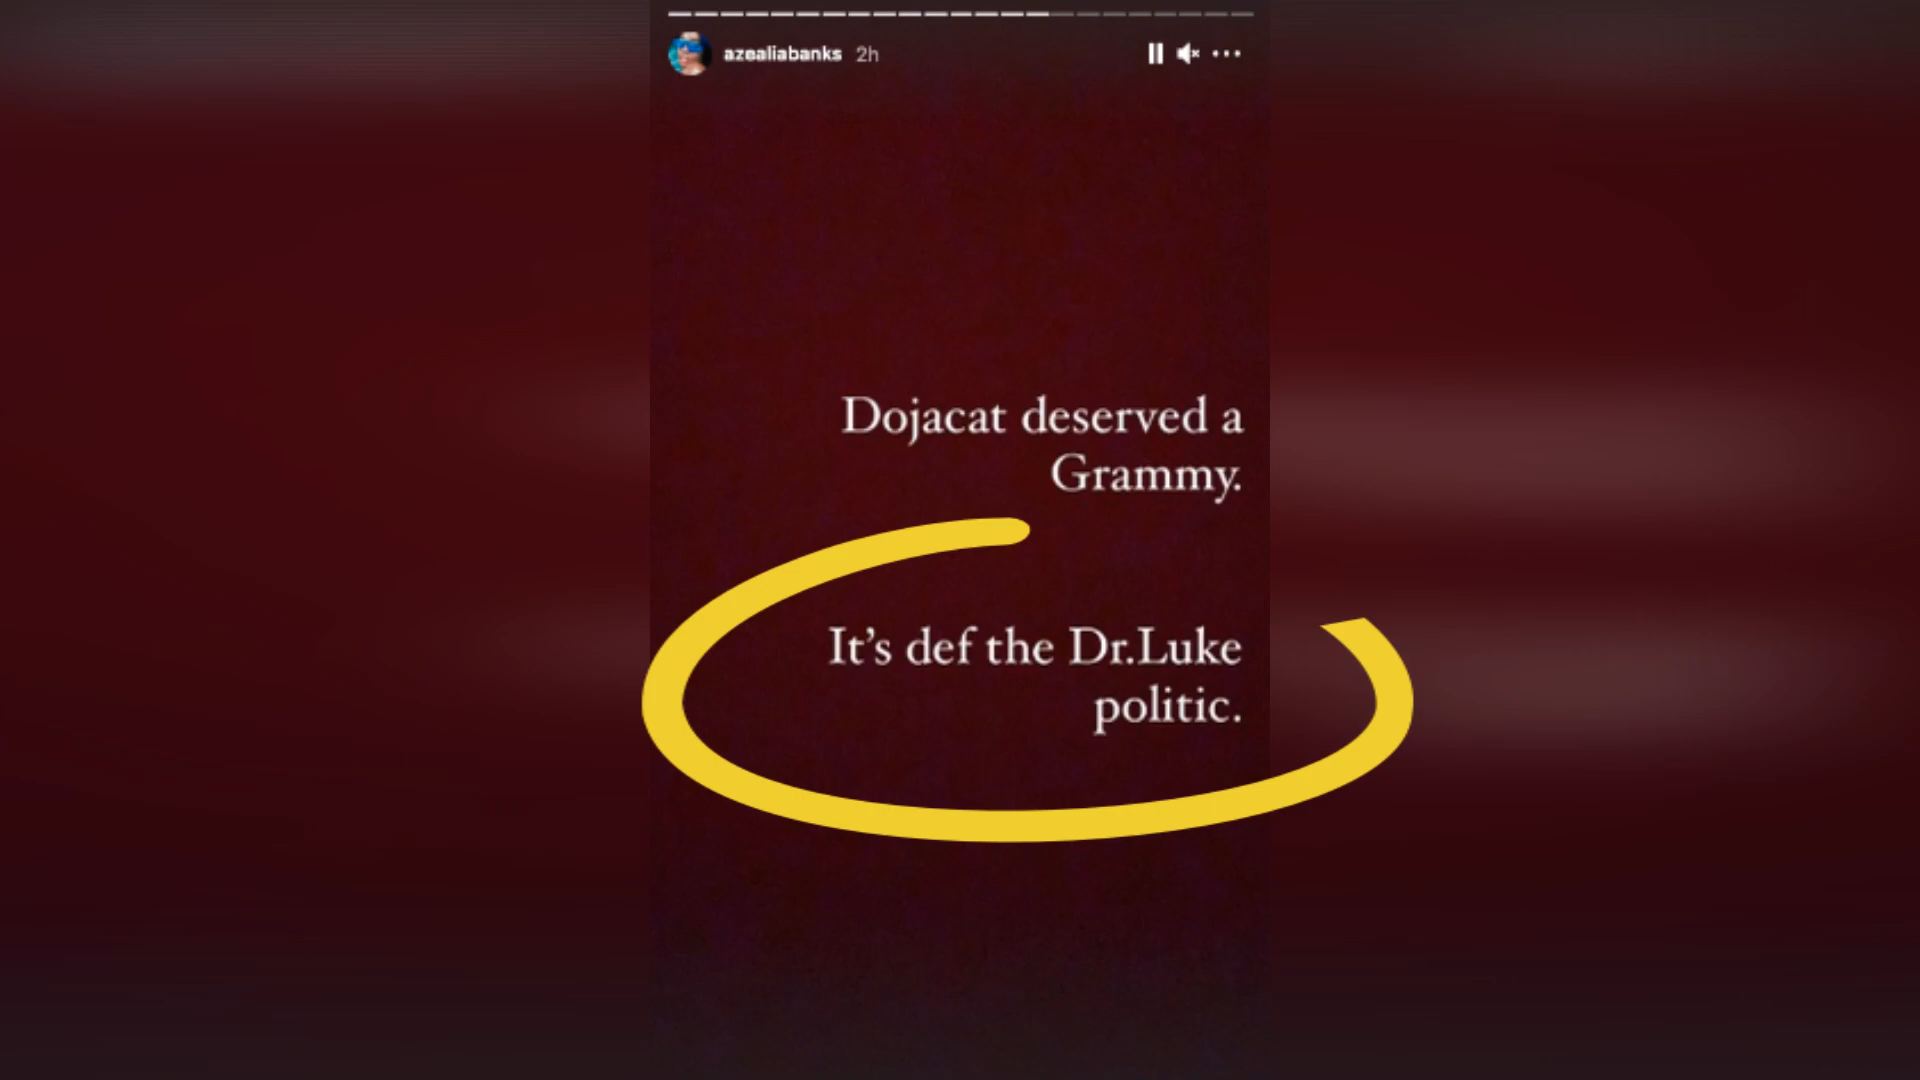 azealiabanks 2h
Dojacat deserved a
Grammy.
It's def the Dr.Luke
politic.